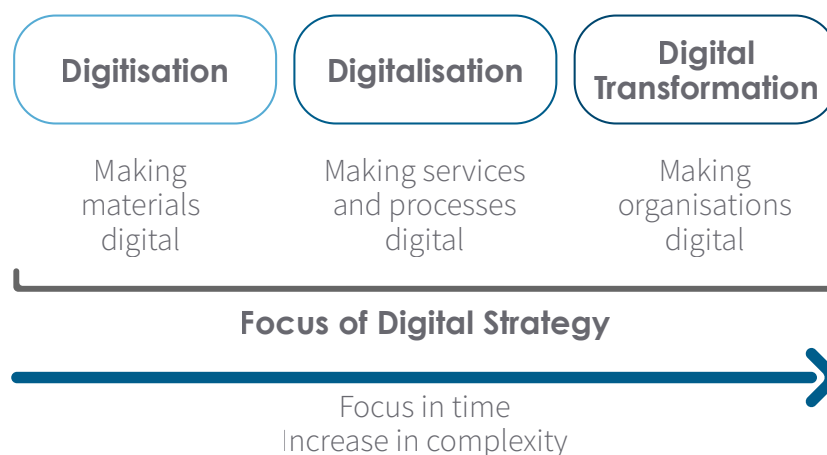 Digitisation
Digitalisation
Digital
Transformation
Making
materials
digital
Making services
and processes
digital
Making
organisations
digital
Focus of Digital Strategy
Focus in time
Increase in complexity